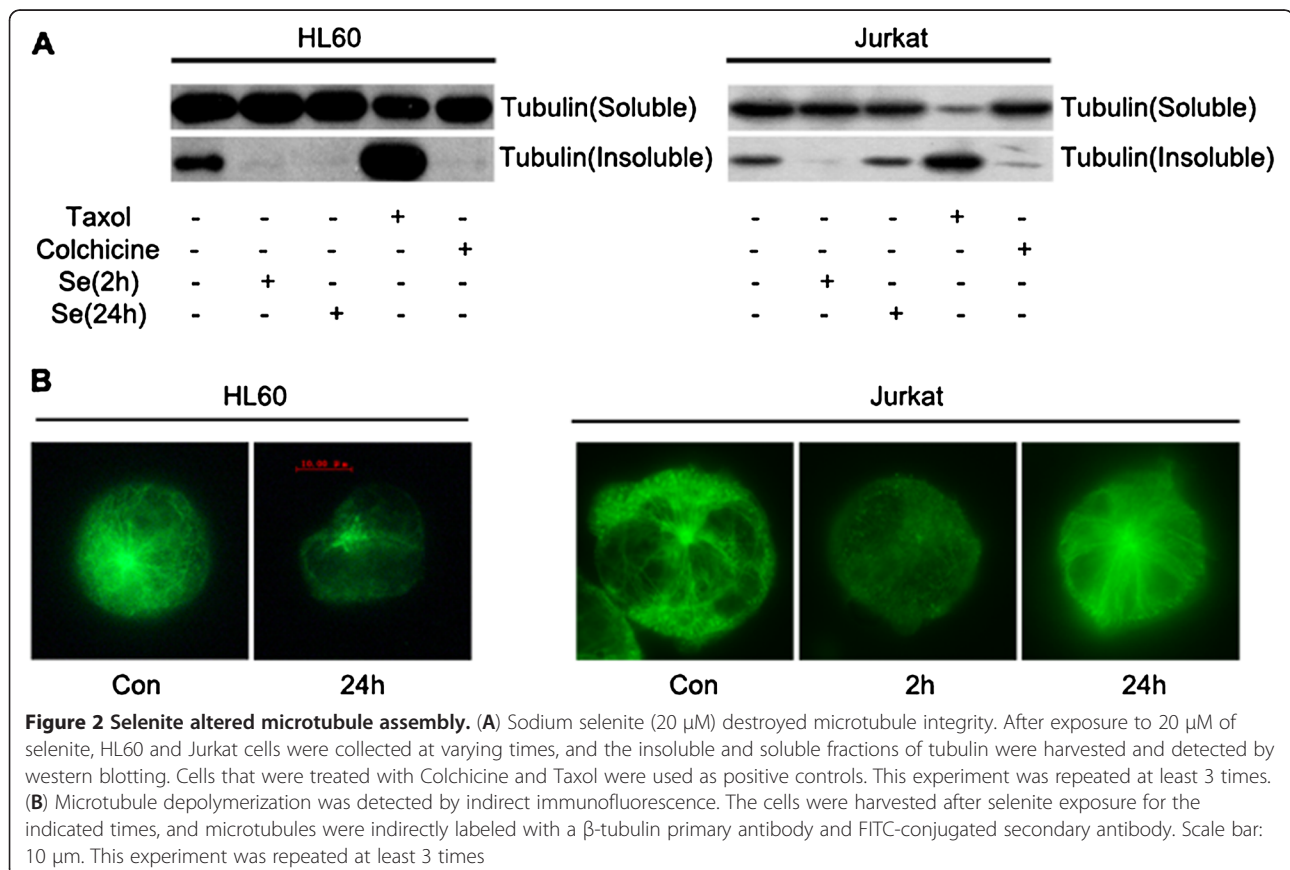 A
HL60 Jurkat
Tubulin(Soluble) Tubulin(Soluble)
Tubulin(Insoluble) Tubulin(Insoluble)
Taxol - - - + - - - - + -
Colchicine - - - - + - - - - +
Se(2h) - + - - - - + - - -
Se(24h) - - + - - - - + - -
B
HL60 Jurkat
Con 24h Con 2h 24h
Figure 2 Selenite altered microtubule assembly. (A) Sodium selenite (20 μM) destroyed microtubule integrity. After exposure to 20 μM of
selenite, HL60 and Jurkat cells were collected at varying times, and the insoluble and soluble fractions of tubulin were harvested and detected by
western blotting. Cells that were treated with Colchicine and Taxol were used as positive controls. This experiment was repeated at least 3 times.
(B) Microtubule depolymerization was detected by indirect immunofluorescence. The cells were harvested after selenite exposure for the
indicated times, and microtubules were indirectly labeled with a β-tubulin primary antibody and FITC-conjugated secondary antibody. Scale bar:
10 μm. This experiment was repeated at least 3 times